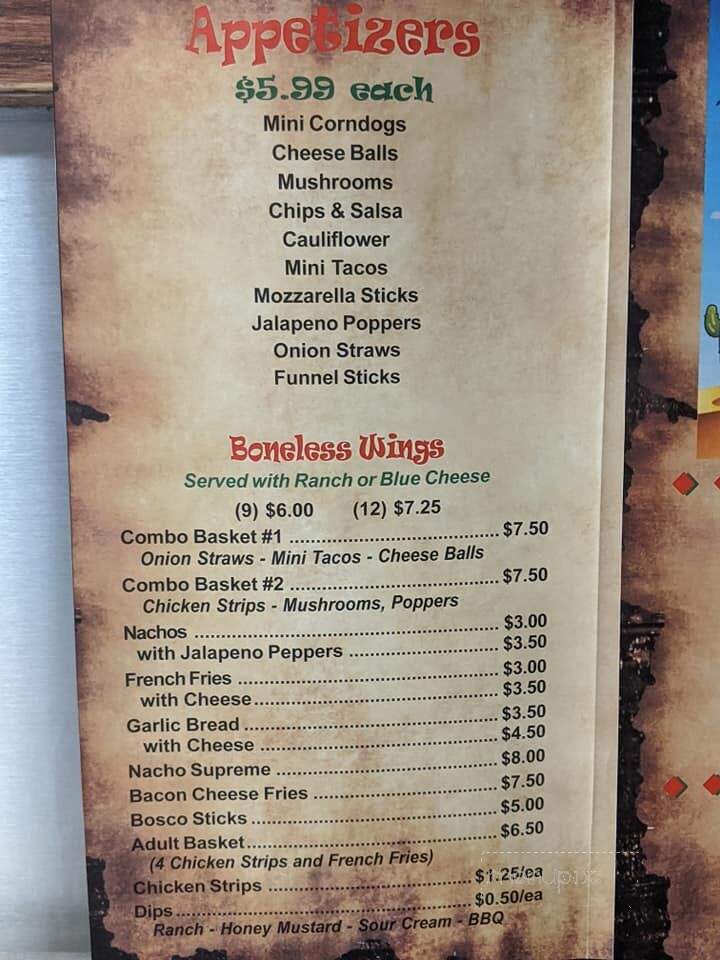 Appetizers
$5.99 each
Mini Corndogs
Cheese Balls
Mushrooms
Chips & Salsa
Cauliflower
Mini Tacos
Mozzarella Sticks
Jalapeno Poppers
Onion Straws
Funnel Sticks
Boneless Wings
Served with Ranch or Blue Cheese
(9) $6.00 (12) $7.25
Combo Basket #1 ........ $7.50
Onion Straws - Mini Tacos - Cheese Balls
Combo Basket #2 ........ $7.50
Chicken Strips - Mushrooms, Poppers
Nachos ........ $3.00
with Jalapeno Peppers ........ $3.50
French Fries ........ $3.00
with Cheese........ $3.50
Garlic Bread ........ $3.50
with Cheese ........ $4.50
Nacho Supreme ........ $8.00
Bacon Cheese Fries ........ $7.50
Bosco Sticks ........ $5.00
Adult Basket........ $6.50
(4 Chicken Strips and French Fries)
Chicken Strips ........ $1.25/ea
Dips........ $0.50/ea
Ranch - Honey Mustard - Sour Cream - BBQ